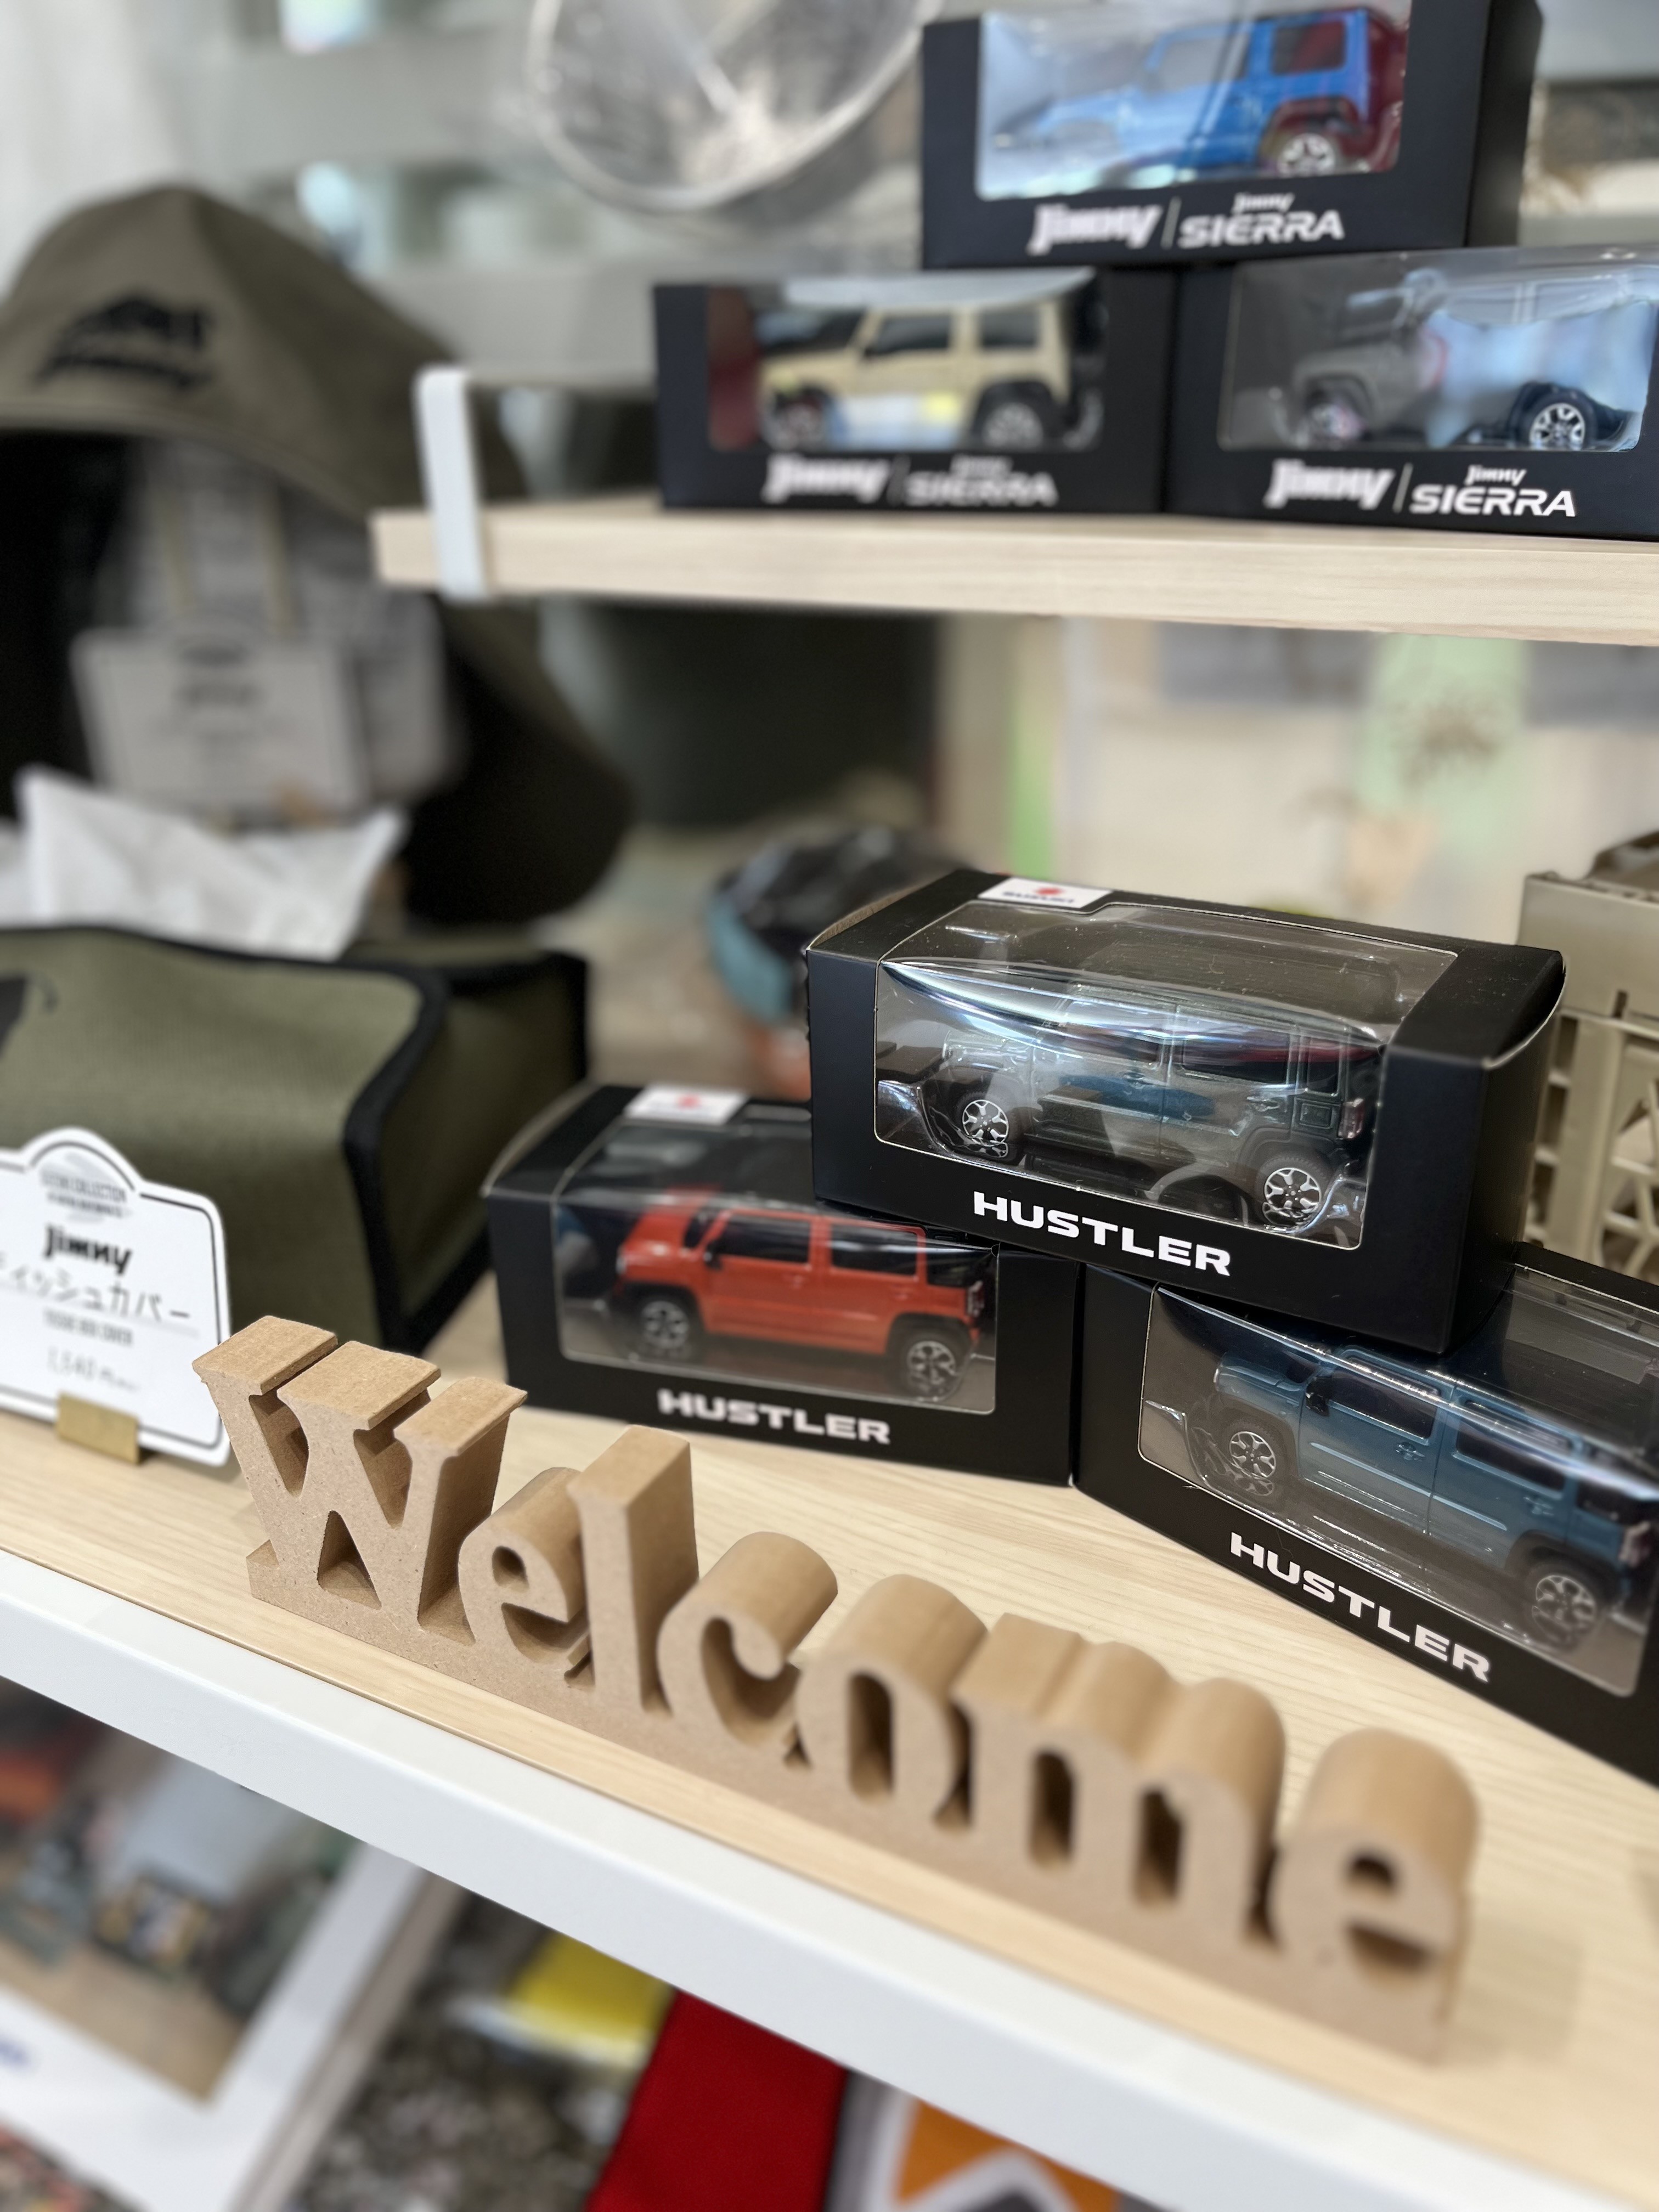 Jimny | Jimny SIERRA
Jimny | Jimny SIERRA
Jimny | Jimny SIERRA
SUZUKI
HUSTLER
HUSTLER
HUSTLER
Jimny
ィッシュカバー
Welcome